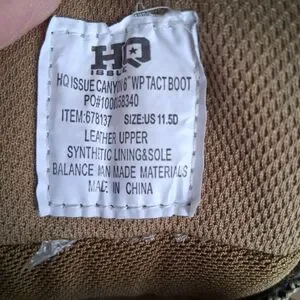 HQ
ISSUE
HQ ISSUE CANYON 6" WP TACT BOOT
PO#1000058340
ITEM:678137 SIZE:US 11.5D
LEATHER UPPER
SYNTHETIC LINING&SOLE
BALANCE MAN MADE MATERIALS
MADE IN CHINA